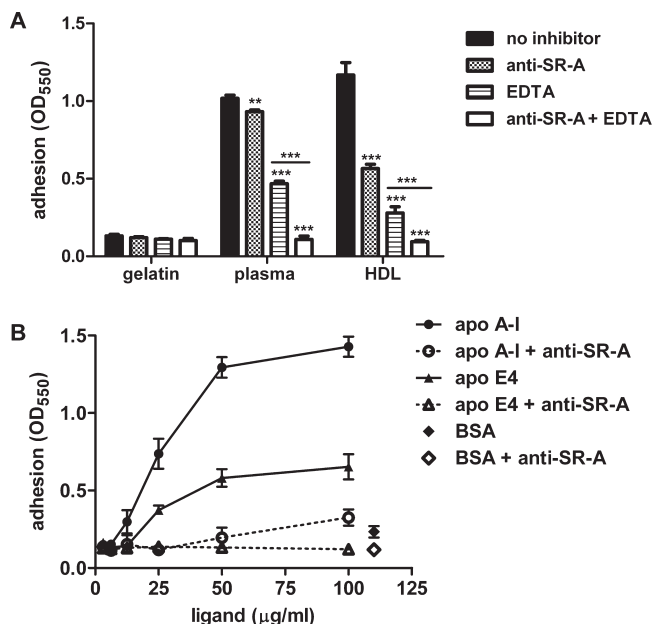 A
adhesion (OD550)
1.5
1.0
0.5
0.0
**
***
***
***
***
***
***
***
gelatin
plasma
HDL
no inhibitor
anti-SR-A
EDTA
anti-SR-A + EDTA
B
adhesion (OD550)
1.5
1.0
0.5
0.0
0
25
50
75
100
125
ligand (μg/ml)
apo A-I
apo A-I + anti-SR-A
apo E4
apo E4 + anti-SR-A
BSA
BSA + anti-SR-A